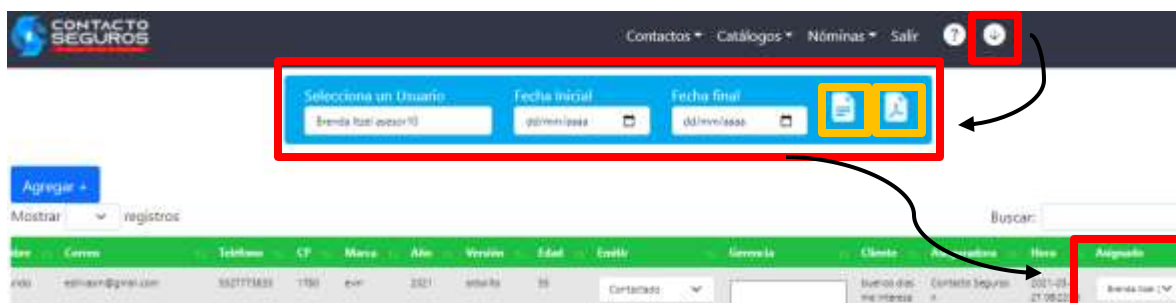 CONTACTO
SEGUROS
Contactos Catálogos Nóminas Salir ?
Selecciona un Usuario Fecha Inicial Fecha final
Brenda Itzel asesor10 dd/mm/aaaa dd/mm/aaaa
Agregar +
Mostrar registros
Buscar:
Correo Teléfono CP Marca Año Versión Edad Emitir Gerencia Cliente Hora Asignado
1760 2021 Contactado buenos dias Contacto Seguros
me interesa